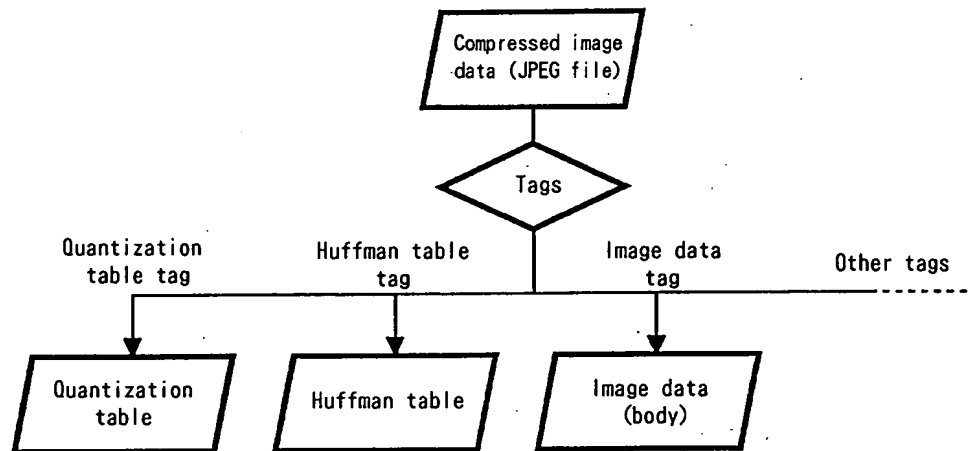 Compressed image
data (JPEG file)
Tags
Quantization
table tag
Huffman table
tag
Image data
tag
Other tags
Quantization
table
Huffman table
Image data
(body)